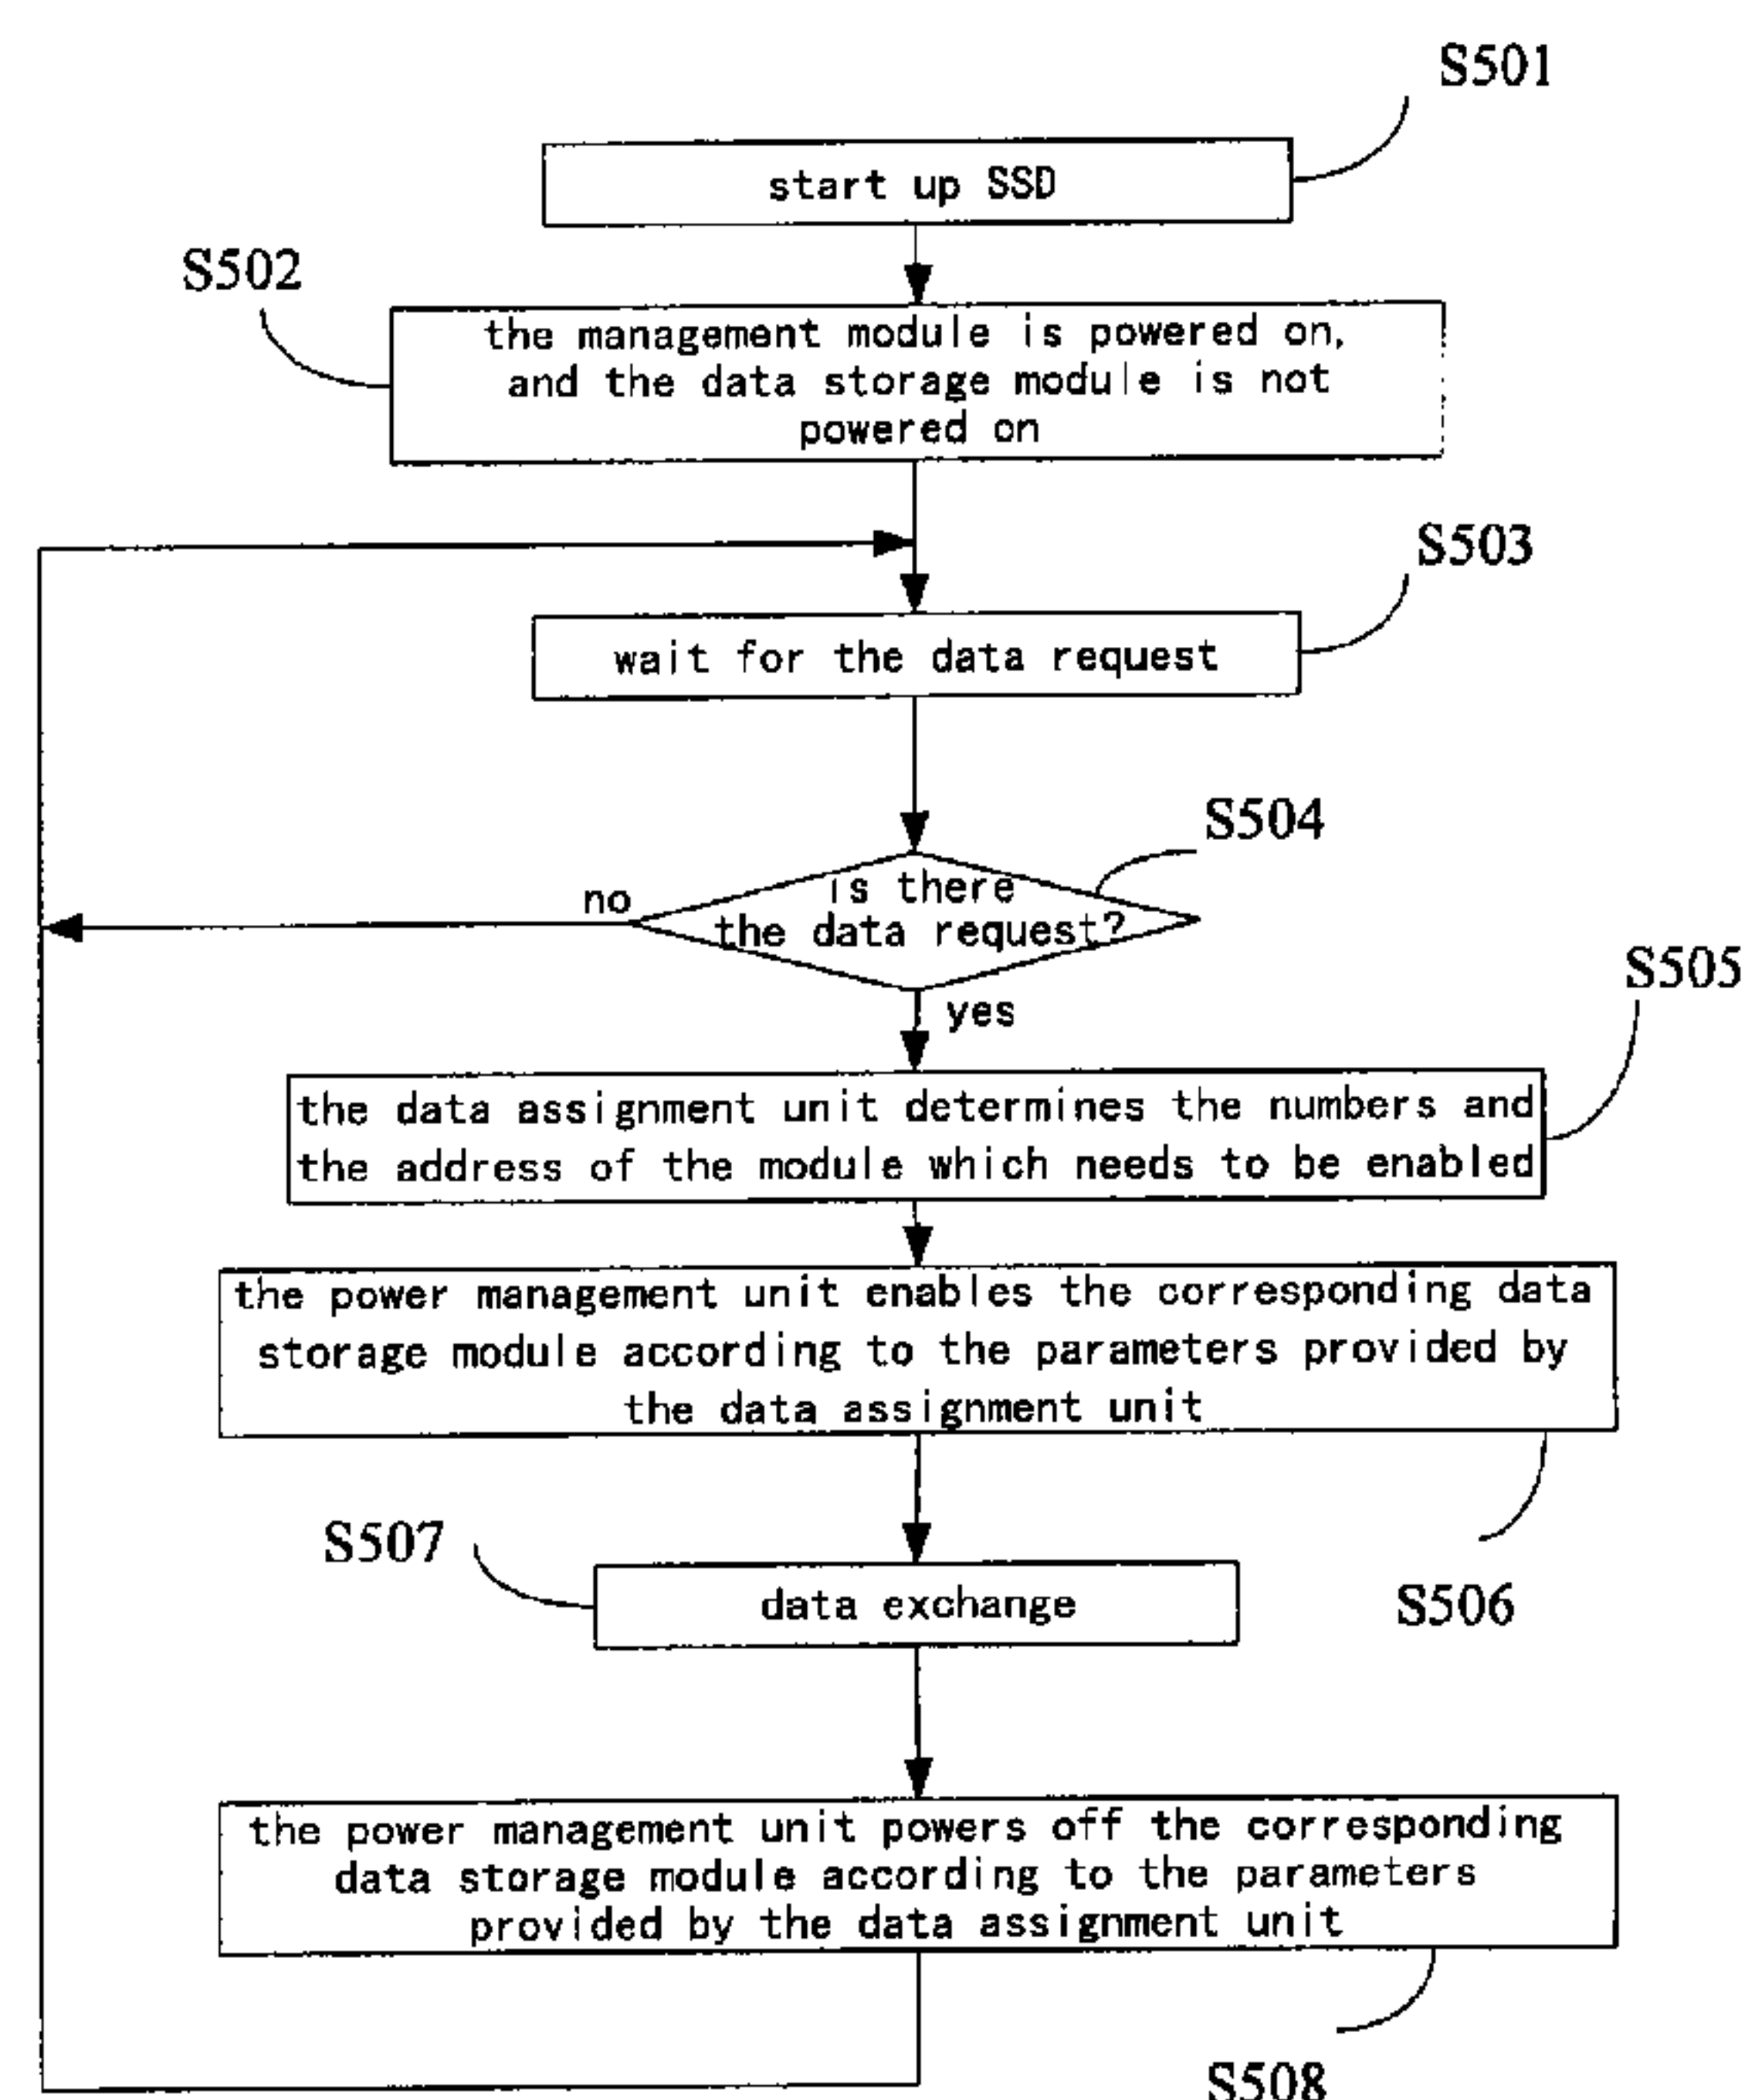 S501
start up SSD
S502
the management module is powered on,
and the data storage module is not
powered on
S503
wait for the data request
S504
is there
the data request?
no
yes
S505
the data assignment unit determines the numbers and
the address of the module which needs to be enabled
the power management unit enables the corresponding data
storage module according to the parameters provided by
the data assignment unit
S506
S507
data exchange
the power management unit powers off the corresponding
data storage module according to the parameters
provided by the data assignment unit
S508